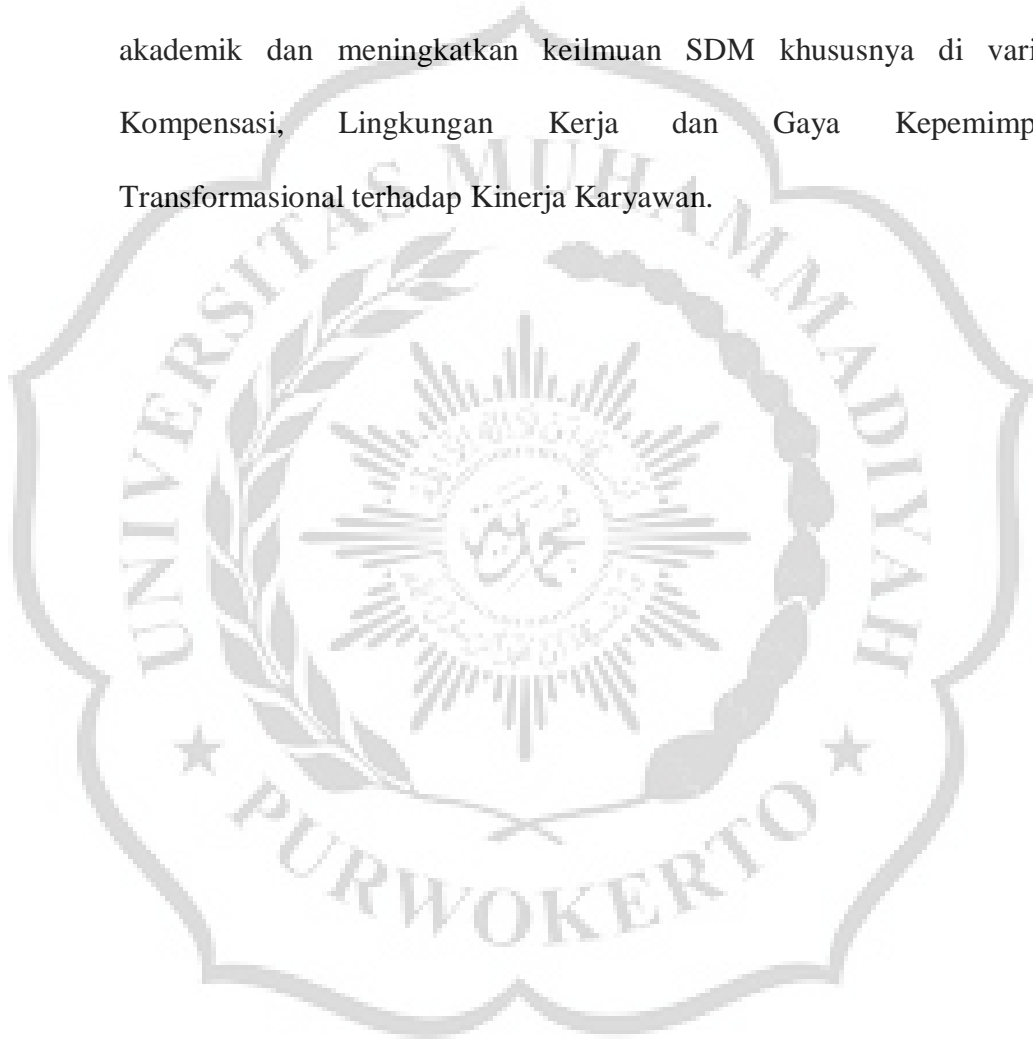 akademik dan meningkatkan keilmuan SDM khususnya di vari
Kompensasi, Lingkungan Kerja dan Gaya Kepemimp
Transformasional terhadap Kinerja Karyawan.
UNIVERSITAS MUHAMMADIYAH
PURWOKERTO